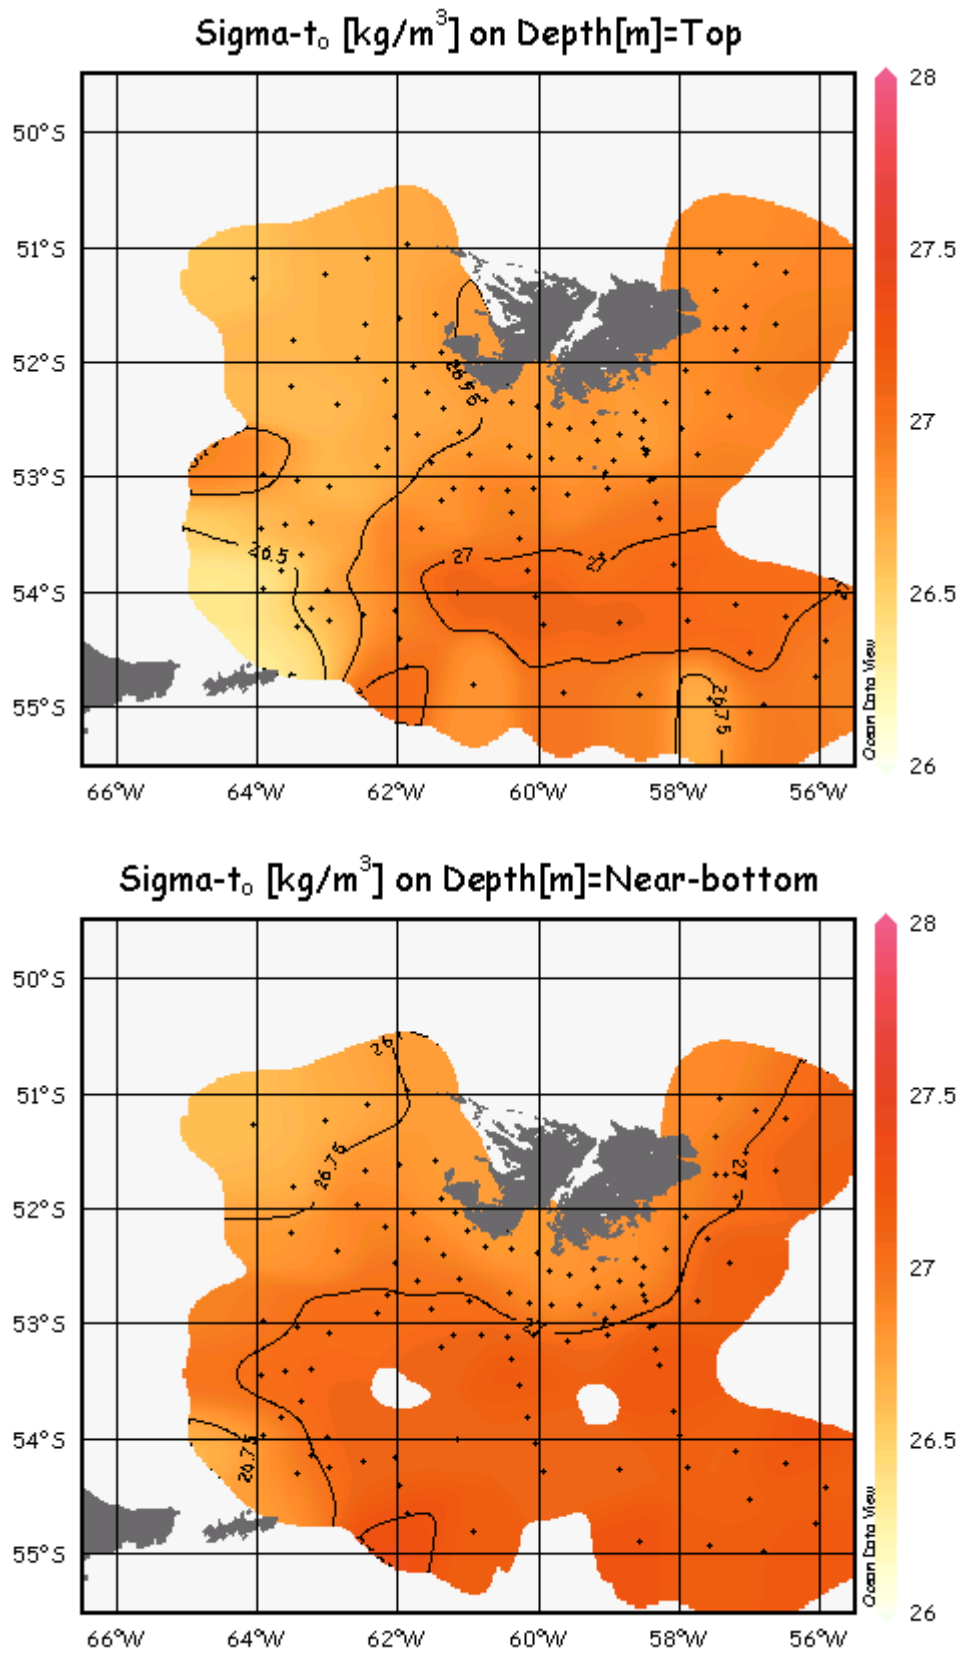 Sigma-t₀ [kg/m³] on Depth[m]=Top
28
50°S
51°S
27.5
52°S
26.75
27
53°S
26.5
27
27
27
54°S
26.5
55°S
26.75
Ocean Data View
26
66°W 64°W 62°W 60°W 58°W 56°W
Sigma-t₀ [kg/m³] on Depth[m]=Near-bottom
28
50°S
26
51°S
27.5
26.75
27
52°S
27
53°S
27
54°S
26.75
26.5
55°S
Ocean Data View
26
66°W 64°W 62°W 60°W 58°W 56°W